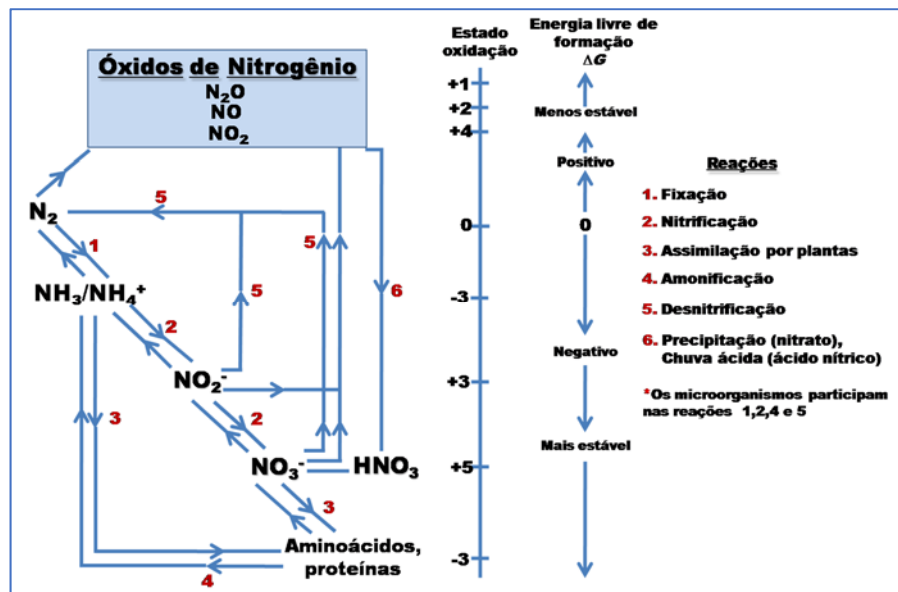 Óxidos de Nitrogênio
N₂O
NO
NO₂
N₂
5
5
1
NH₃/NH₄⁺
2
5
6
NO₂⁻
3
2
NO₃⁻
HNO₃
3
Aminoácidos,
proteínas
4
Estado
oxidação
+1
+2
+4
0
-3
+3
+5
-3
Energia livre de
formação
ΔG
Menos estável
Positivo
0
Negativo
Mais estável
Reações
1. Fixação
2. Nitrificação
3. Assimilação por plantas
4. Amonificação
5. Desnitrificação
6. Precipitação (nitrato),
Chuva ácida (ácido nítrico)
*Os microorganismos participam
nas reações 1,2,4 e 5